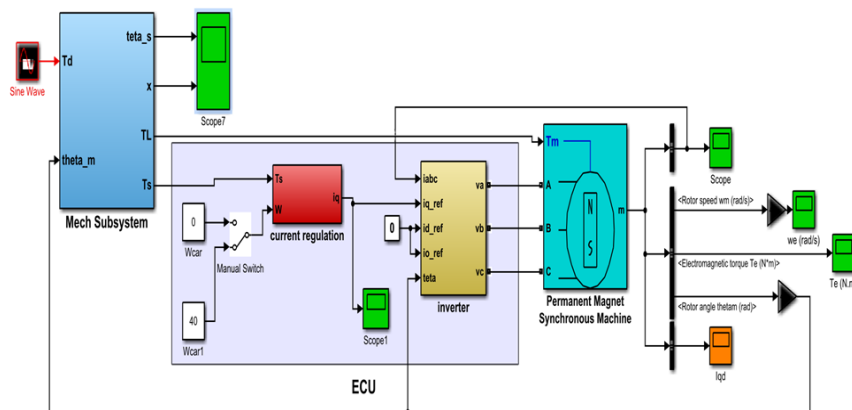 teta_s
Td
Sine Wave
x
Scope7
TL
Tm
theta_m
Ts
Mech Subsystem
Ts
iq
W
current regulation
0
Wcar
Manual Switch
40
Wcar1
Scope1
0
iabc
iq_ref
id_ref
io_ref
teta
va
vb
vc
inverter
ECU
A
B
C
N
S
m
Permanent Magnet
Synchronous Machine
Scope
<Rotor speed wm (rad/s)>
we (rad/s)
<Electromagnetic torque Te (N*m)>
Te (N.m
<Rotor angle thetam (rad)>
Iqd